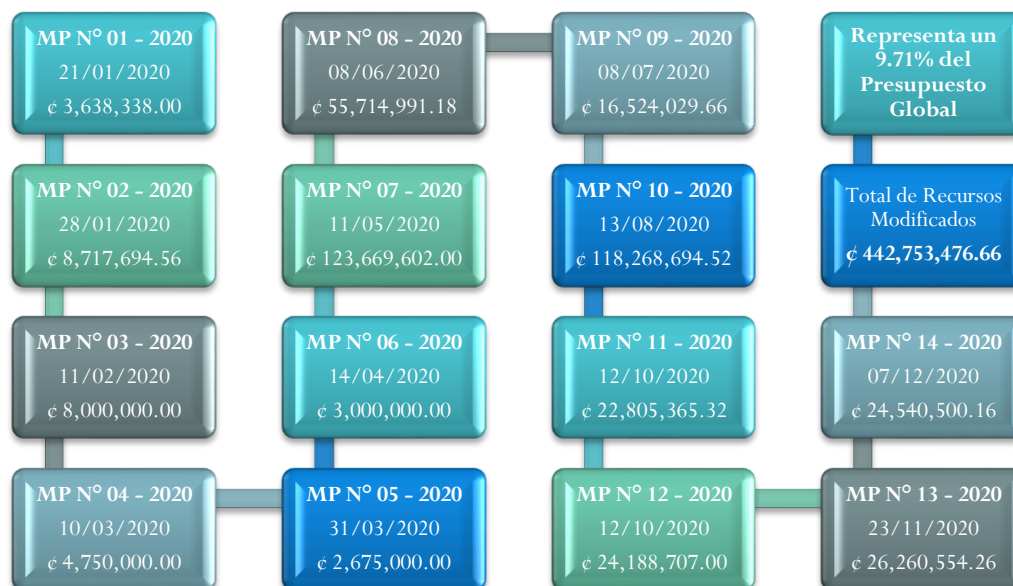 MP N° 01 - 2020
21/01/2020
¢ 3,638,338.00
MP N° 02 - 2020
28/01/2020
¢ 8,717,694.56
MP N° 03 - 2020
11/02/2020
¢ 8,000,000.00
MP N° 04 - 2020
10/03/2020
¢ 4,750,000.00
MP N° 05 - 2020
31/03/2020
¢ 2,675,000.00
MP N° 06 - 2020
14/04/2020
¢ 3,000,000.00
MP N° 07 - 2020
11/05/2020
¢ 123,669,602.00
MP N° 08 - 2020
08/06/2020
¢ 55,714,991.18
MP N° 09 - 2020
08/07/2020
¢ 16,524,029.66
MP N° 10 - 2020
13/08/2020
¢ 118,268,694.52
MP N° 11 - 2020
12/10/2020
¢ 22,805,365.32
MP N° 12 - 2020
12/10/2020
¢ 24,188,707.00
MP N° 13 - 2020
23/11/2020
¢ 26,260,554.26
MP N° 14 - 2020
07/12/2020
¢ 24,540,500.16
Total de Recursos
Modificados
¢ 442,753,476.66
Representa un
9.71% del
Presupuesto
Global